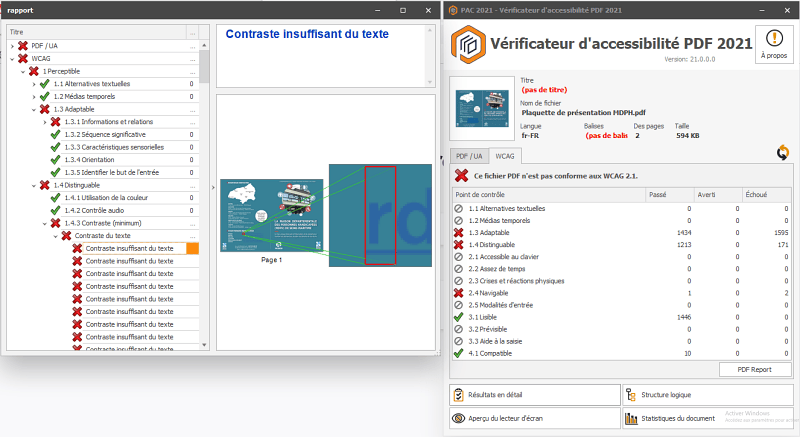 rapport
Titre ...
PDF / UA ...
WCAG ...
1 Perceptible ...
1.1 Alternatives textuelles 0
1.2 Médias temporels 0
1.3 Adaptable ...
1.3.1 Informations et relations ...
1.3.2 Séquence significative 0
1.3.3 Caractéristiques sensorielles 0
1.3.4 Orientation 0
1.3.5 Identifier le but de l'entrée 0
1.4 Distinguable ...
1.4.1 Utilisation de la couleur 0
1.4.2 Contrôle audio 0
1.4.3 Contraste (minimum) ...
Contraste du texte ...
Contraste insuffisant du texte
Contraste insuffisant du texte
Contraste insuffisant du texte
Contraste insuffisant du texte
Contraste insuffisant du texte
Contraste insuffisant du texte
Contraste insuffisant du texte
Contraste insuffisant du texte
Contraste insuffisant du texte
Contraste insuffisant du texte
rd
Page 1
PAC 2021 - Vérificateur d'accessibilité PDF 2021
Vérificateur d'accessibilité PDF 2021
Version: 21.0.0.0
À propos
Titre
(pas de titre)
Nom de fichier
Plaquette de présentation MDPH.pdf
Langue Balises Des pages Taille
fr-FR (pas de balis 2 594 KB
PDF / UA WCAG
Ce fichier PDF n'est pas conforme aux WCAG 2.1.
Point de contrôle Passé Averti Échoué
1.1 Alternatives textuelles 0 0 0
1.2 Médias temporels 0 0 0
1.3 Adaptable 1434 0 1595
1.4 Distinguable 1213 0 171
2.1 Accessible au clavier 0 0 0
2.2 Assez de temps 0 0 0
2.3 Crises et réactions physiques 0 0 0
2.4 Navigable 1 0 2
2.5 Modalités d'entrée 0 0 0
3.1 Lisible 1446 0 0
3.2 Prévisible 0 0 0
3.3 Aide à la saisie 0 0 0
4.1 Compatible 10 0 0
PDF Report
Résultats en détail
Structure logique
Aperçu du lecteur d'écran
Statistiques du document
Activer Windows